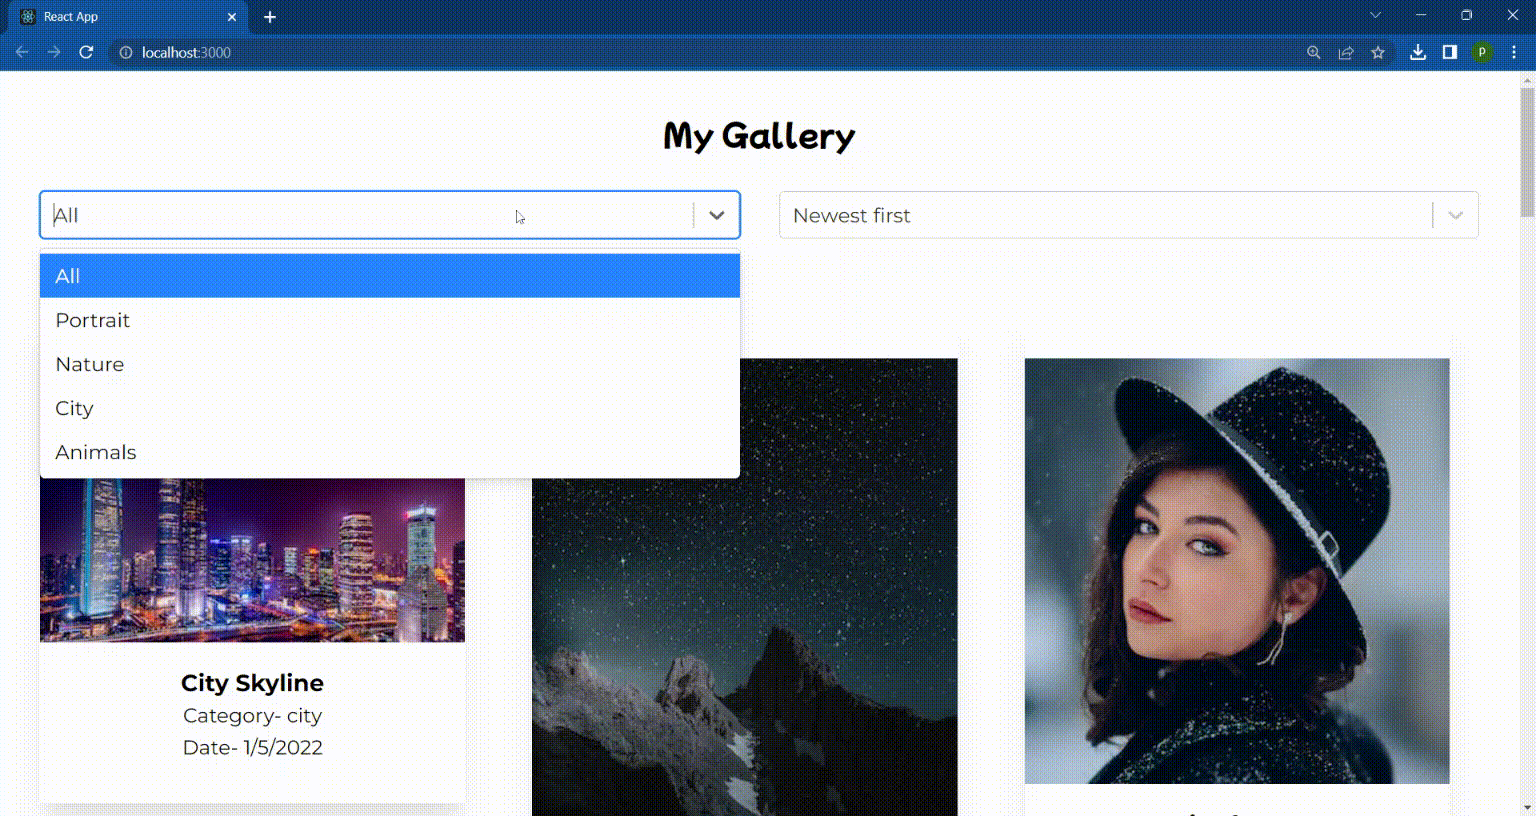 React App
localhost:3000
P
My Gallery
All
Newest first
All
Portrait
Nature
City
Animals
City Skyline
Category- city
Date- 1/5/2022